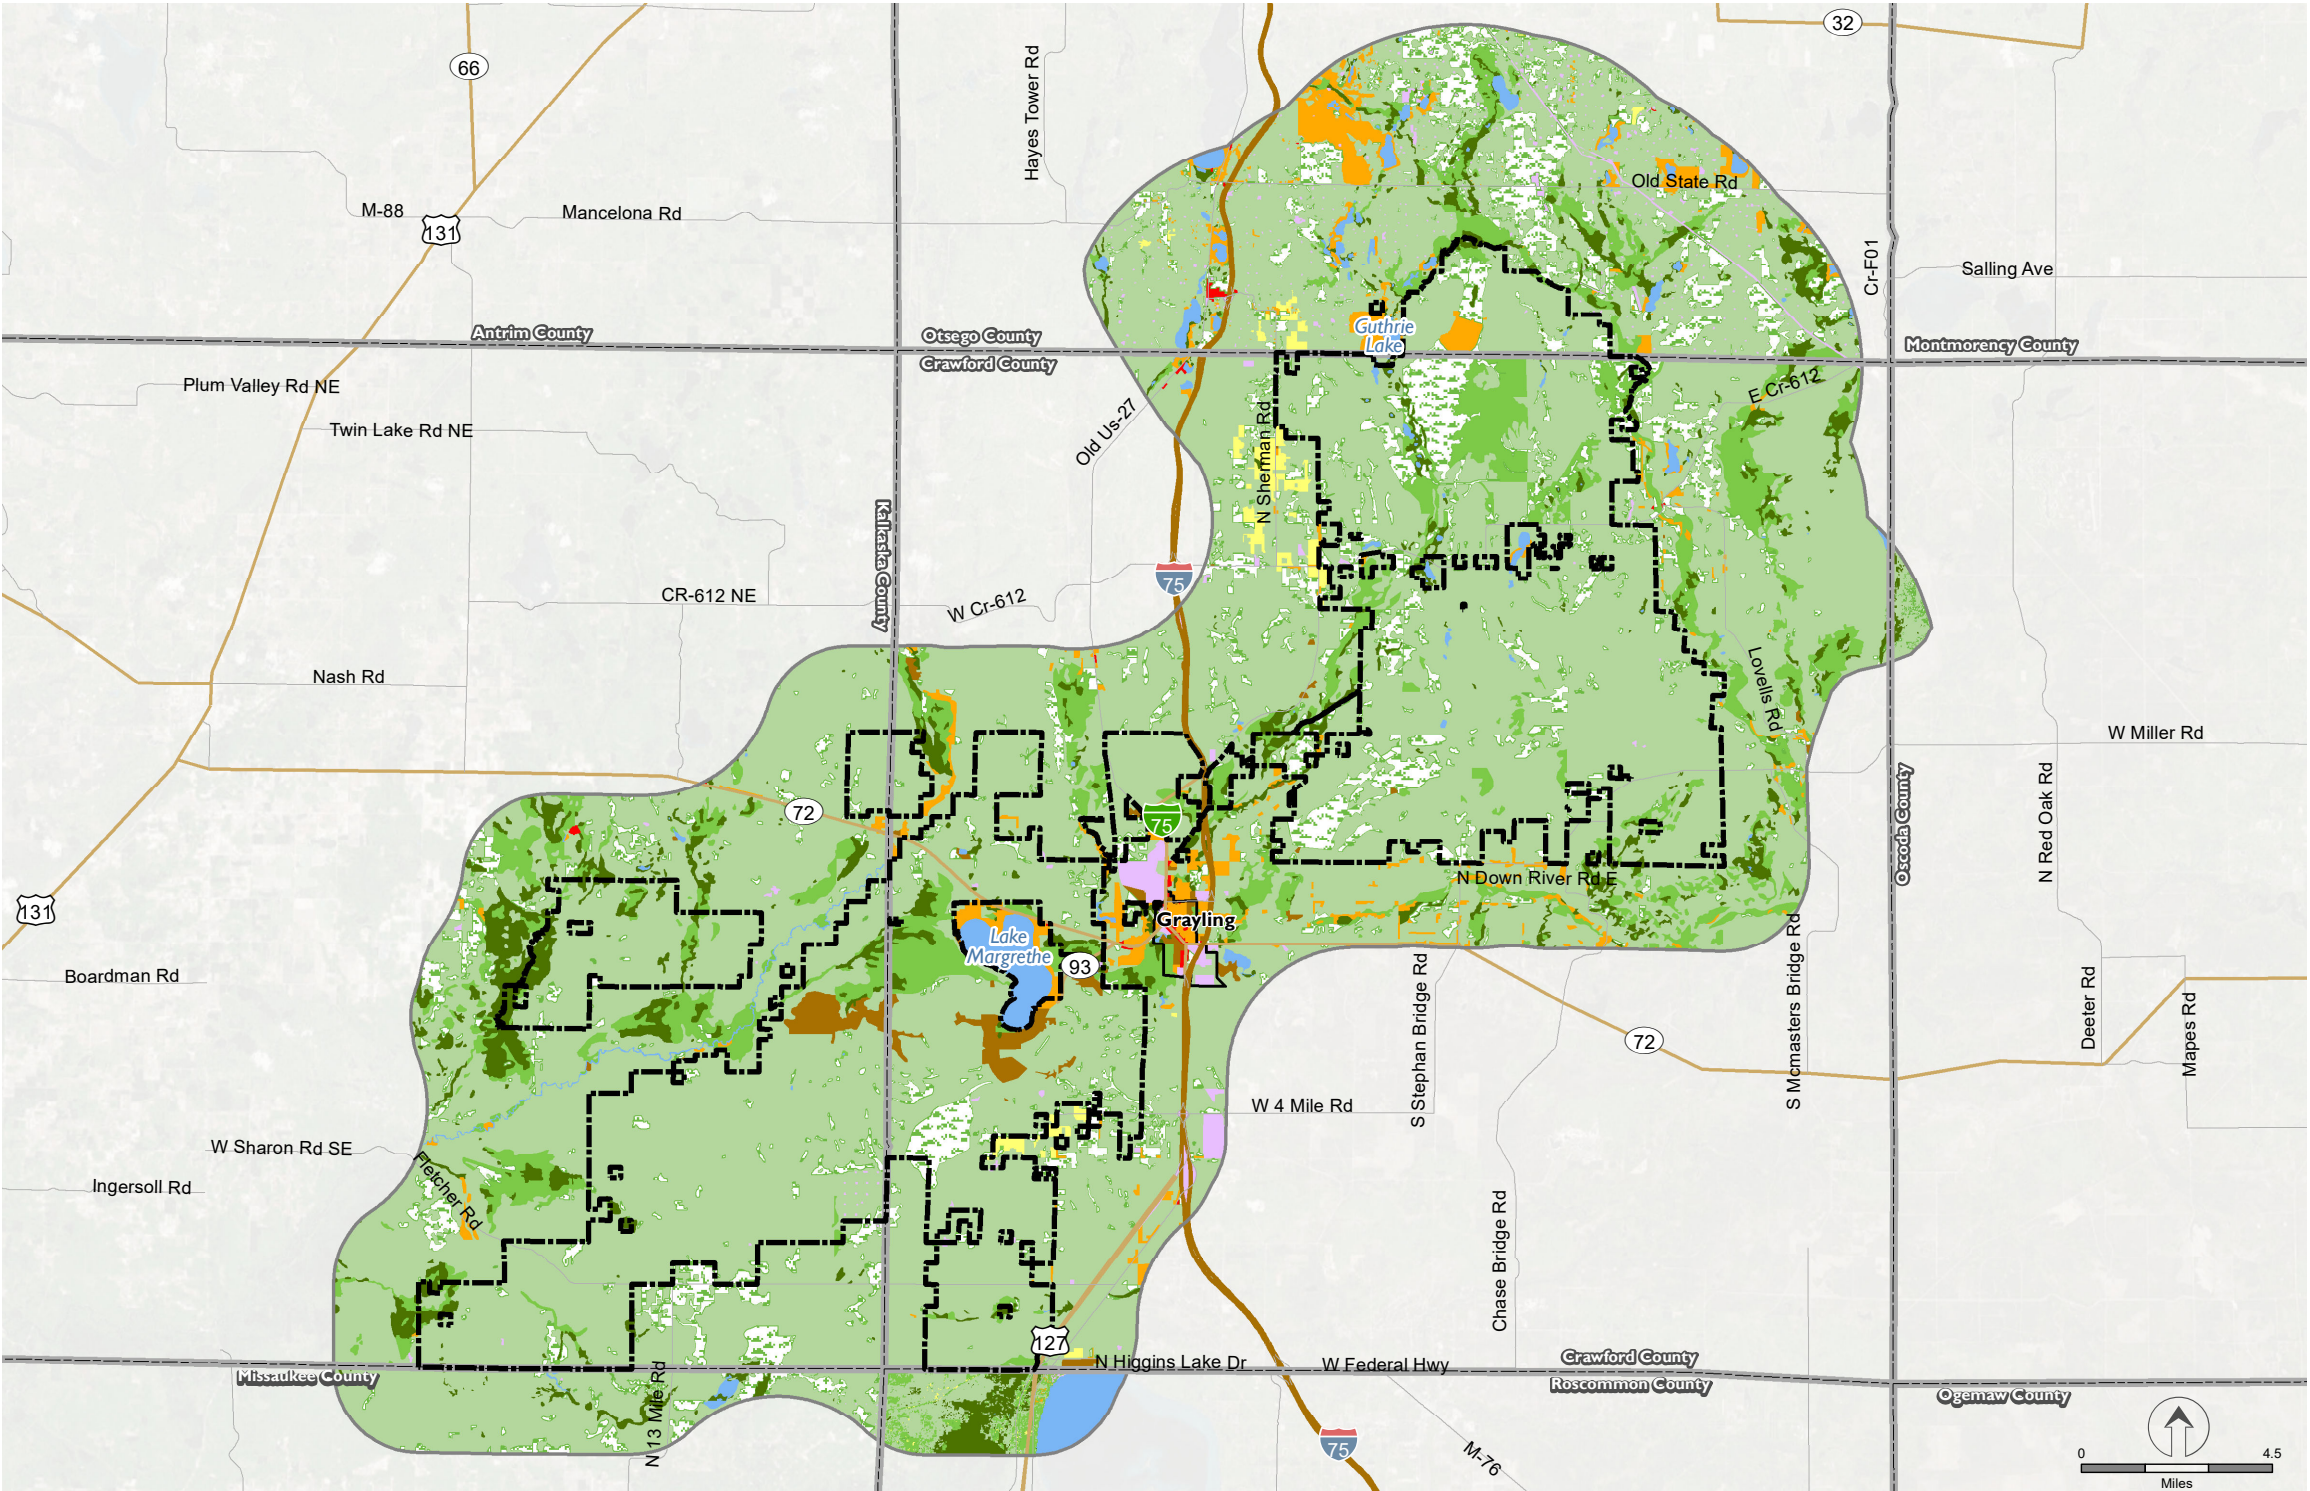 32
66
Hayes Tower Rd
Old State Rd
M-88
Mancelona Rd
131
Cr-F01
Salling Ave
Antrim County
Otsego County
Guthrie
Lake
Montmorency County
Crawford County
Plum Valley Rd NE
E Cr-612
Twin Lake Rd NE
Old Us-27
N Sherman Rd
Kalkaska County
75
CR-612 NE
W Cr-612
Nash Rd
Lovells Rd
W Miller Rd
72
75
Oscoda County
N Red Oak Rd
N Down River Rd E
131
Grayling
Lake
Margrethe
93
Boardman Rd
S Stephan Bridge Rd
S Mcmasters Bridge Rd
Deeter Rd
Mapes Rd
72
W 4 Mile Rd
W Sharon Rd SE
Fletcher Rd
Ingersoll Rd
Chase Bridge Rd
127
N Higgins Lake Dr
W Federal Hwy
Crawford County
Missaukee County
Roscommon County
Ogemaw County
N 13 Mile Rd
75
M-76
0 4.5
Miles